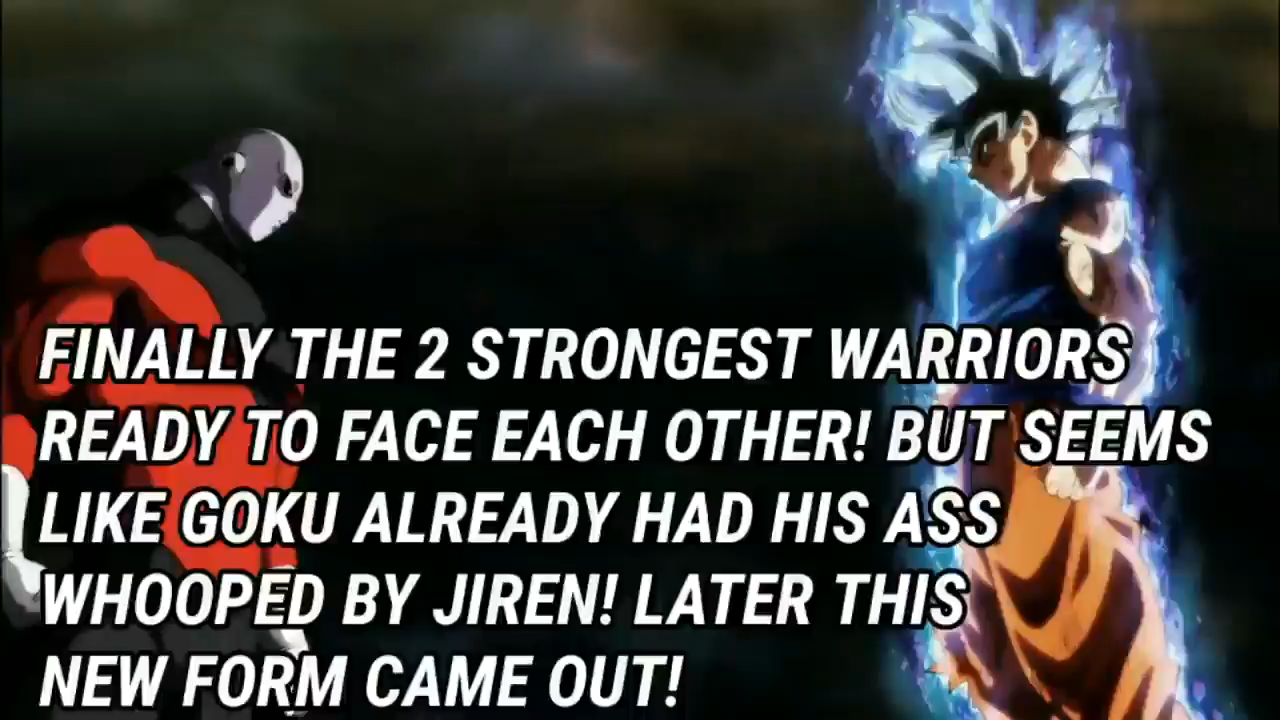 FINALLY THE 2 STRONGEST WARRIORS
READY TO FACE EACH OTHER! BUT SEEMS
LIKE GOKU ALREADY HAD HIS ASS
WHOOPED BY JIREN! LATER THIS
NEW FORM CAME OUT!